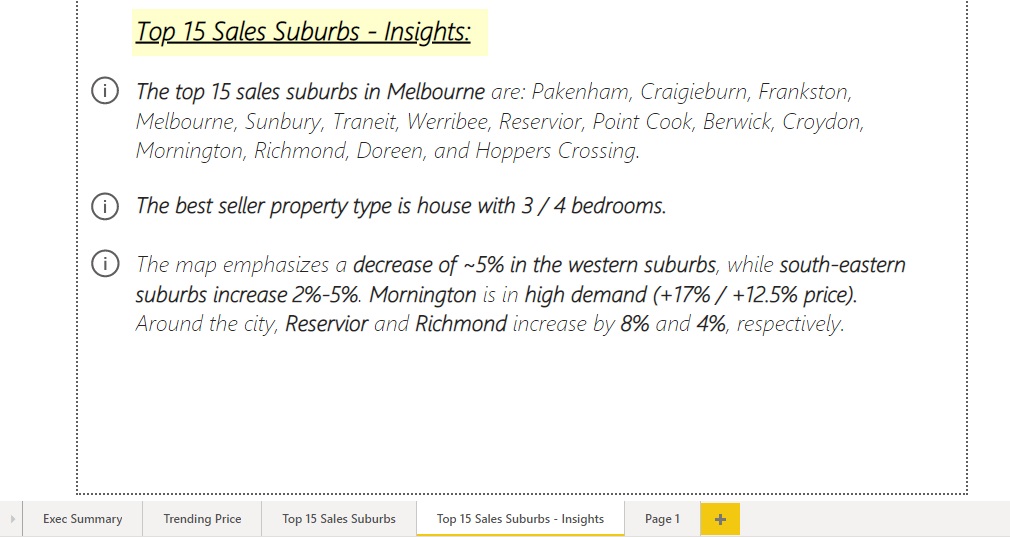 Top 15 Sales Suburbs - Insights:
The top 15 sales suburbs in Melbourne are: Pakenham, Craigieburn, Frankston,
Melbourne, Sunbury, Traneit, Werribee, Reservior, Point Cook, Berwick, Croydon,
Mornington, Richmond, Doreen, and Hoppers Crossing.
The best seller property type is house with 3 / 4 bedrooms.
The map emphasizes a decrease of ~5% in the western suburbs, while south-eastern
suburbs increase 2%-5%. Mornington is in high demand (+17% / +12.5% price).
Around the city, Reservior and Richmond increase by 8% and 4%, respectively.
Exec Summary Trending Price Top 15 Sales Suburbs Top 15 Sales Suburbs - Insights Page 1 +